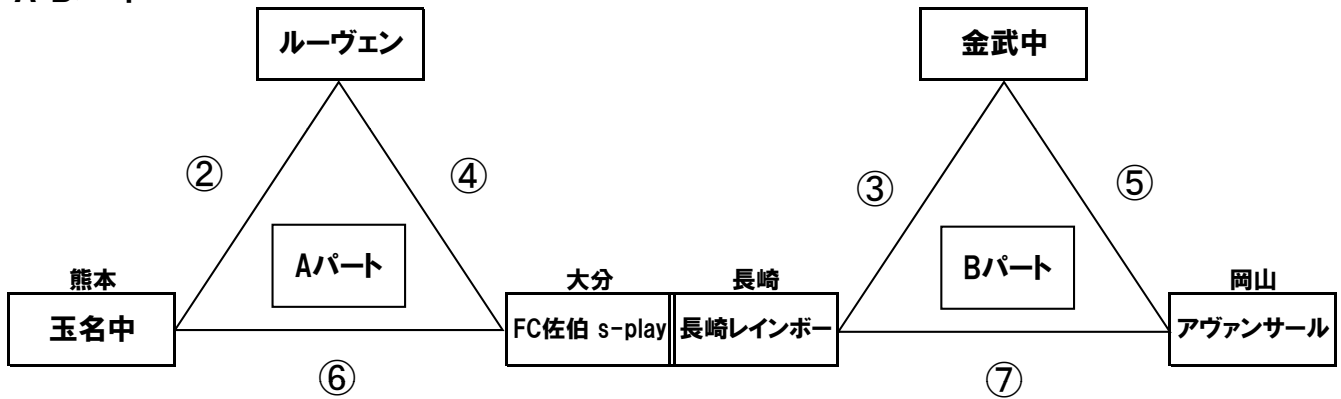 ルーヴェン
金武中
②
④
③
⑤
Aパート
Bパート
熊本
大分
長崎
岡山
玉名中
FC佐伯 s-play
長崎レインボー
アヴァンサール
⑥
⑦